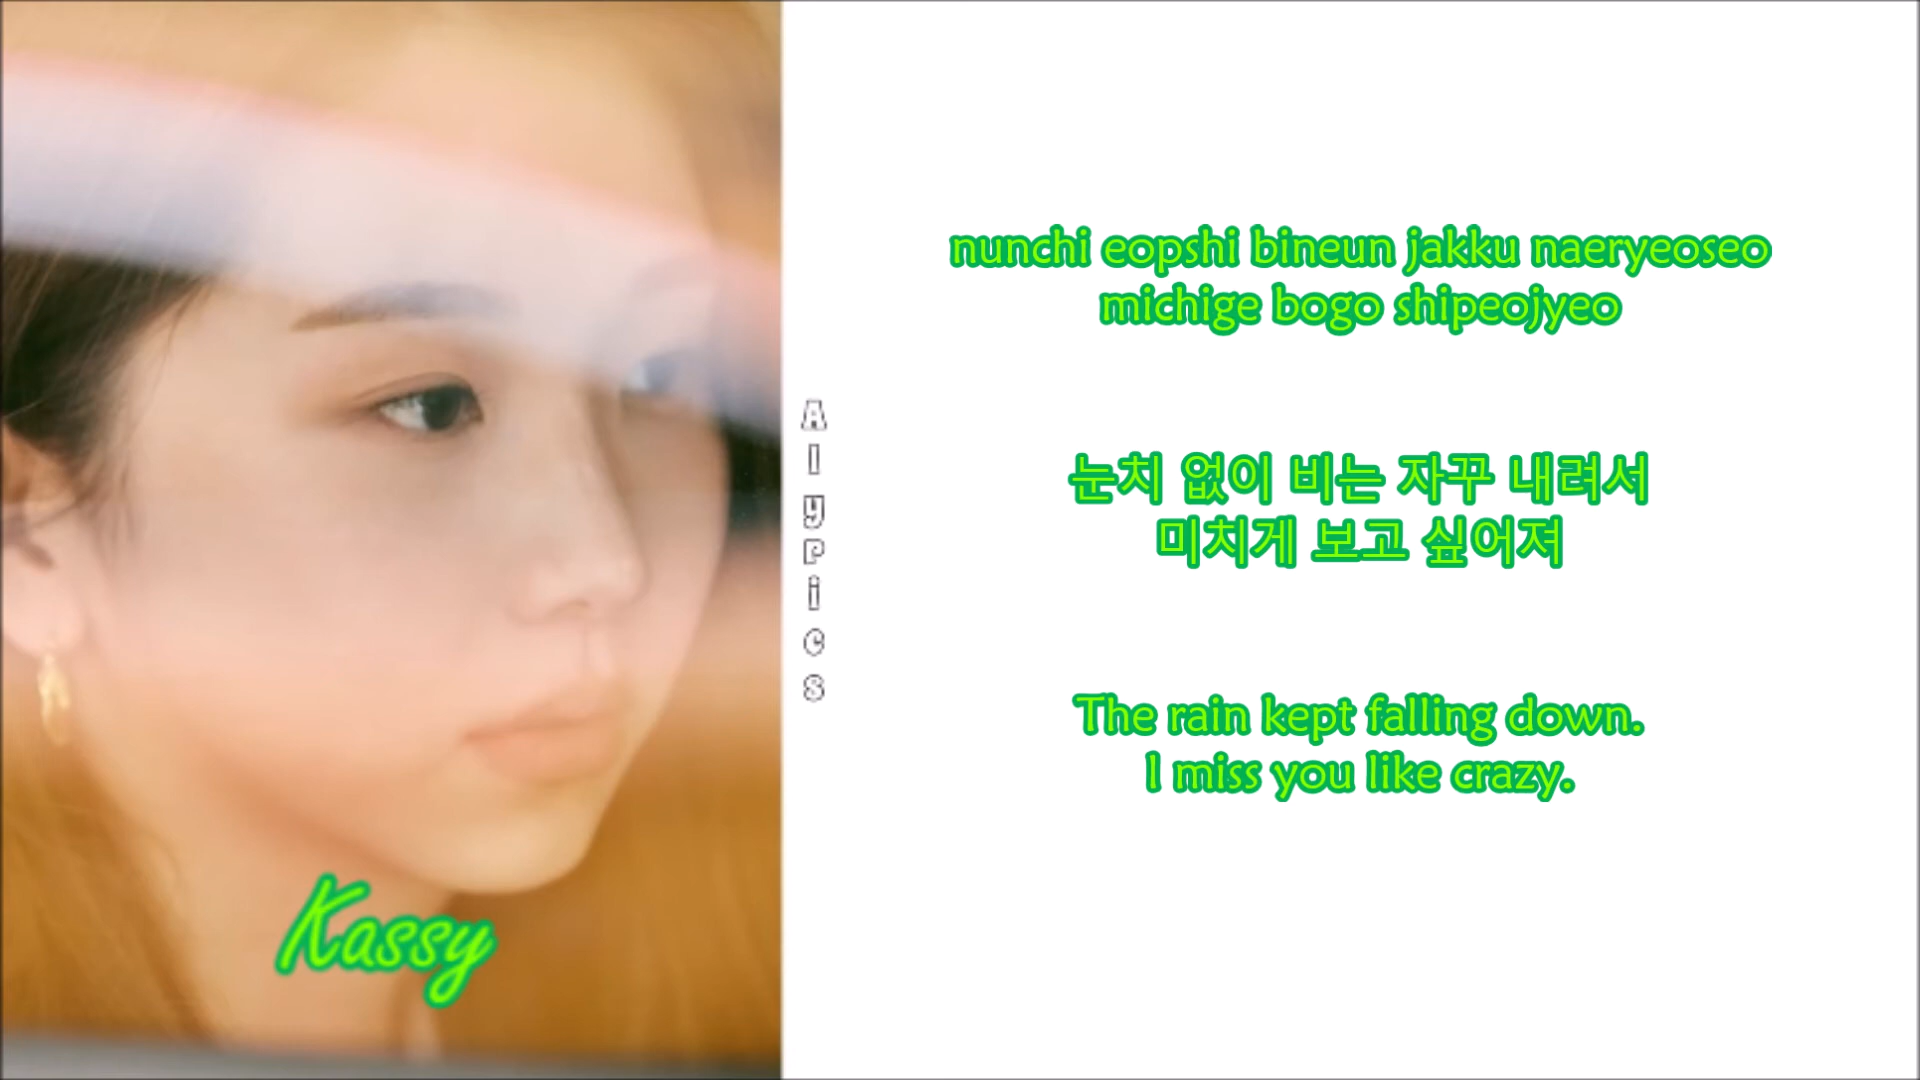 nunchi eopshi bineun jakku naeryeoseo
michige bogo shipeojyeo
눈치 없이 비는 자꾸 내려서
미치게 보고 싶어져
The rain kept falling down.
I miss you like crazy.
Kassy
Alypics